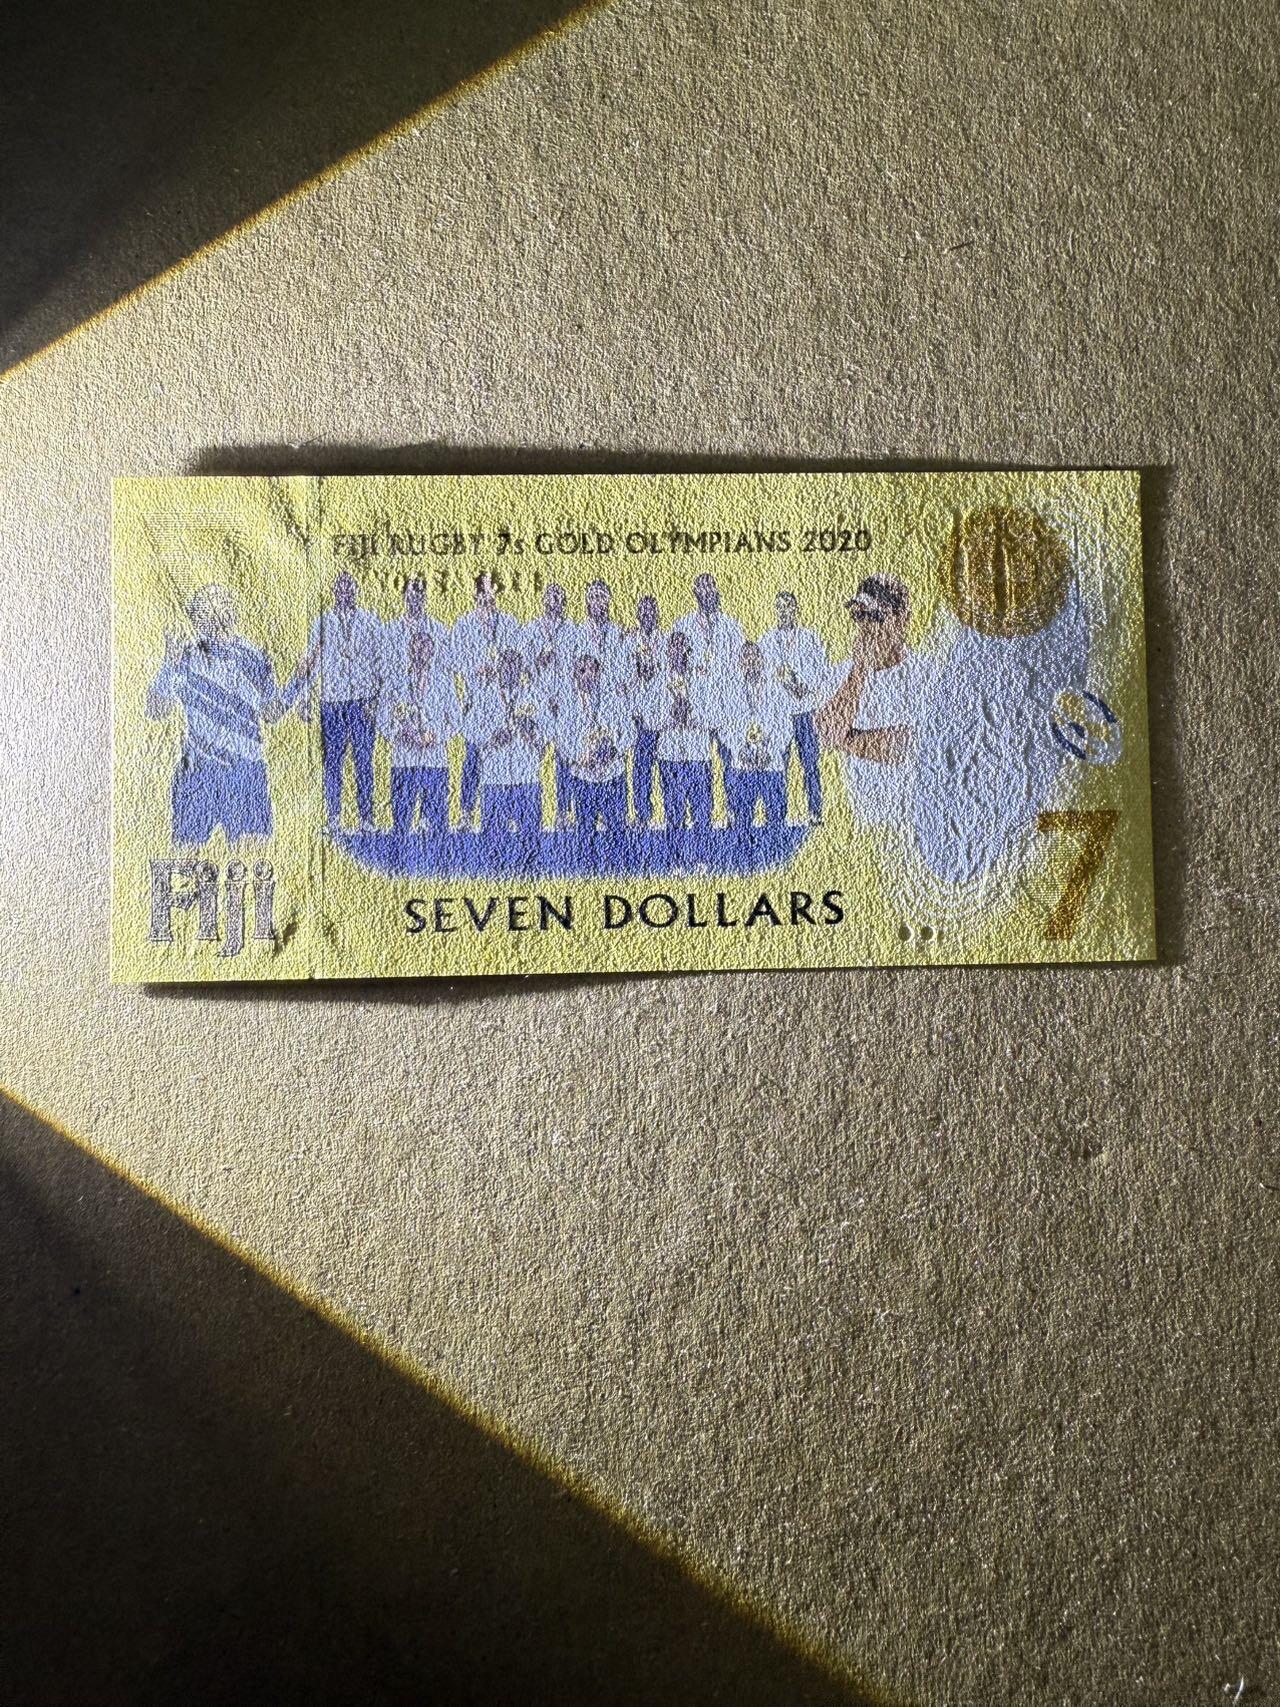 FIJI RUGBY 7s GOLD OLYMPIANS 2020
Fiji
SEVEN DOLLARS
7